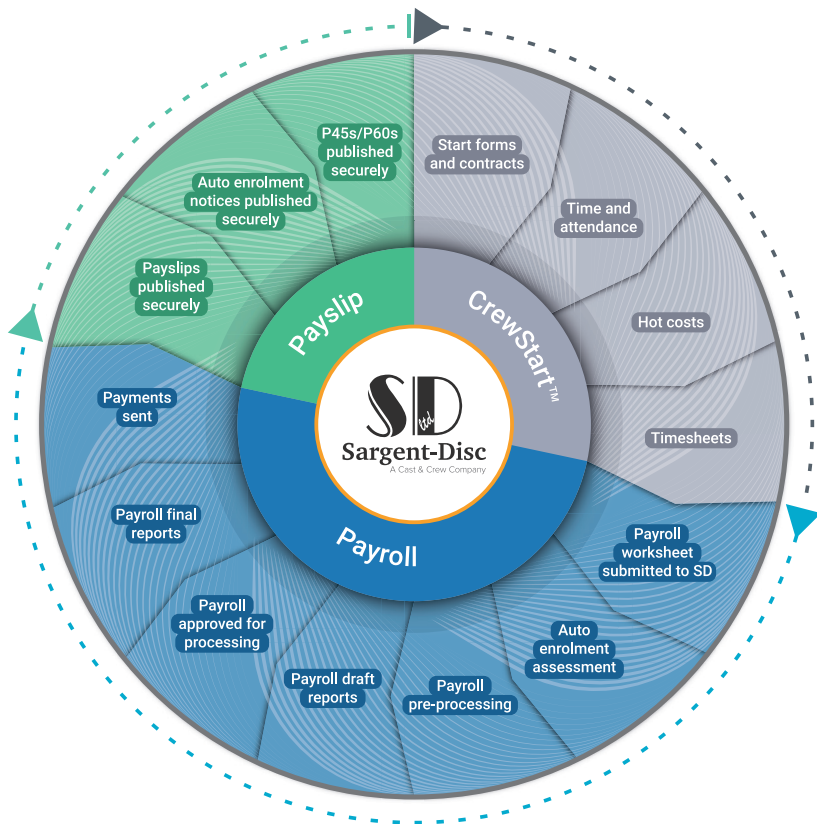 Start forms
and contracts
Time and
attendance
Hot costs
Timesheets
Payroll
worksheet
submitted to SD
Auto
enrolment
assessment
Payroll
pre-processing
Payroll draft
reports
Payroll
approved for
processing
Payroll final
reports
Payments
sent
Payslips
published
securely
Auto enrolment
notices published
securely
P45s/P60s
published
securely
CrewStart™
Payroll
Payslip
SD
ltd
Sargent-Disc
A Cast & Crew Company